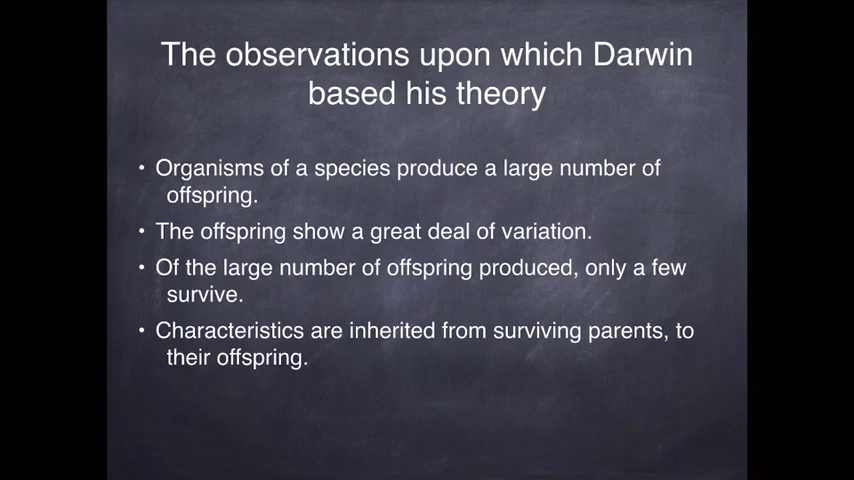 The observations upon which Darwin
based his theory
• Organisms of a species produce a large number of
offspring.
• The offspring show a great deal of variation.
• Of the large number of offspring produced, only a few
survive.
• Characteristics are inherited from surviving parents, to
their offspring.